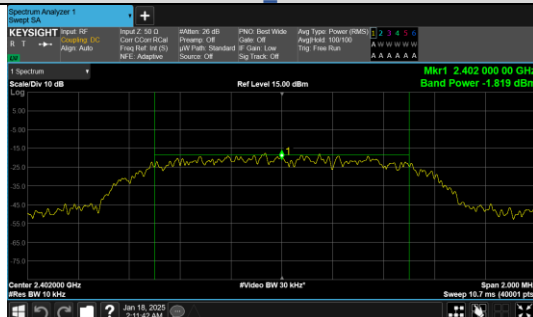 Spectrum Analyzer 1
Swept SA
+
KEYSIGHT Input: RF Input Z: 50 Ω #Atten: 26 dB PNO: Best Wide Avg Type: Power (RMS) 1 2 3 4 5 6
R T Coupling: DC Corr CCorr RCal Preamp: Off Gate: Off Avg|Hold: 100/100 A W W W W W
Align: Auto Freq Ref: Int (S) µW Path: Standard IF Gain: Low Trig: Free Run
NFE: Adaptive Source: Off Sig Track: Off A A A A A A
1 Spectrum
Mkr1 2.402 000 00 GHz
Scale/Div 10 dB Ref Level 15.00 dBm Band Power -1.819 dBm
Log
5.00
-5.00
1
-15.0
-25.0
-35.0
-45.0
-55.0
-65.0
-75.0
Center 2.402000 GHz #Video BW 30 kHz* Span 2.000 MHz
#Res BW 10 kHz Sweep 10.7 ms (40001 pts)
Jan 18, 2025
2:11:42 AM